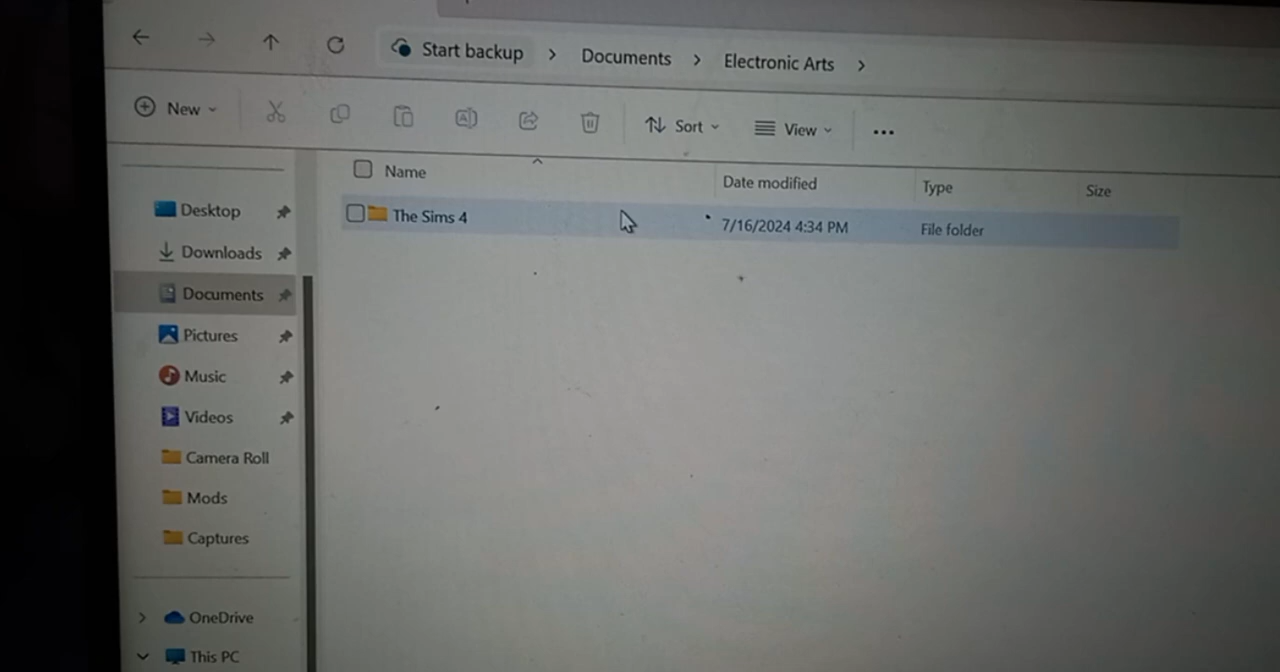 Start backup > Documents > Electronic Arts >
New Sort View ...
Name Date modified Type Size
The Sims 4 7/16/2024 4:34 PM File folder
Desktop
Downloads
Documents
Pictures
Music
Videos
Camera Roll
Mods
Captures
OneDrive
This PC